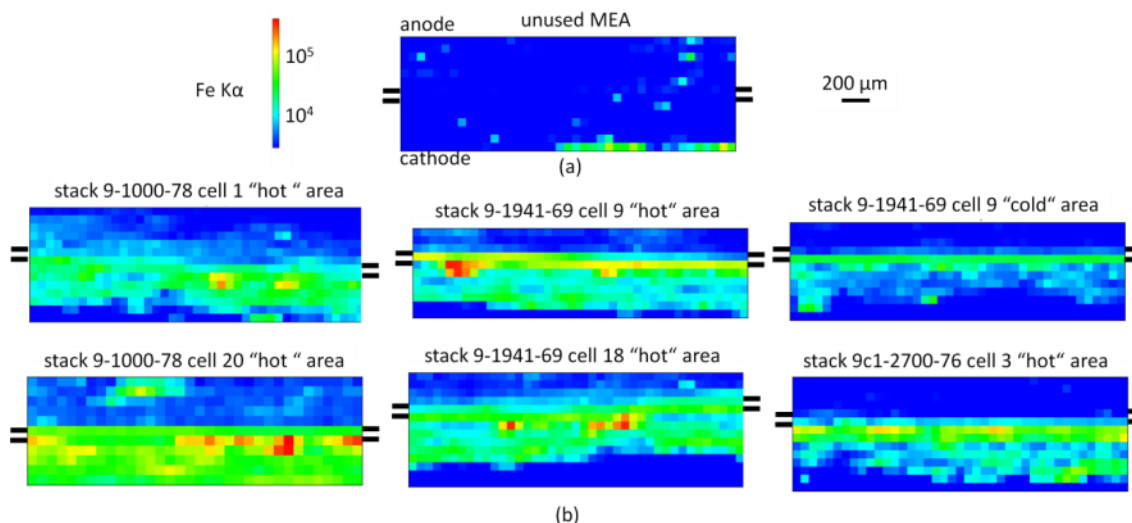 anode
unused MEA
Fe Kα
10⁵
10⁴
200 µm
cathode
(a)
stack 9-1000-78 cell 1 “hot “ area
stack 9-1941-69 cell 9 “hot“ area
stack 9-1941-69 cell 9 “cold“ area
stack 9-1000-78 cell 20 “hot “ area
stack 9-1941-69 cell 18 “hot“ area
stack 9c1-2700-76 cell 3 “hot“ area
(b)